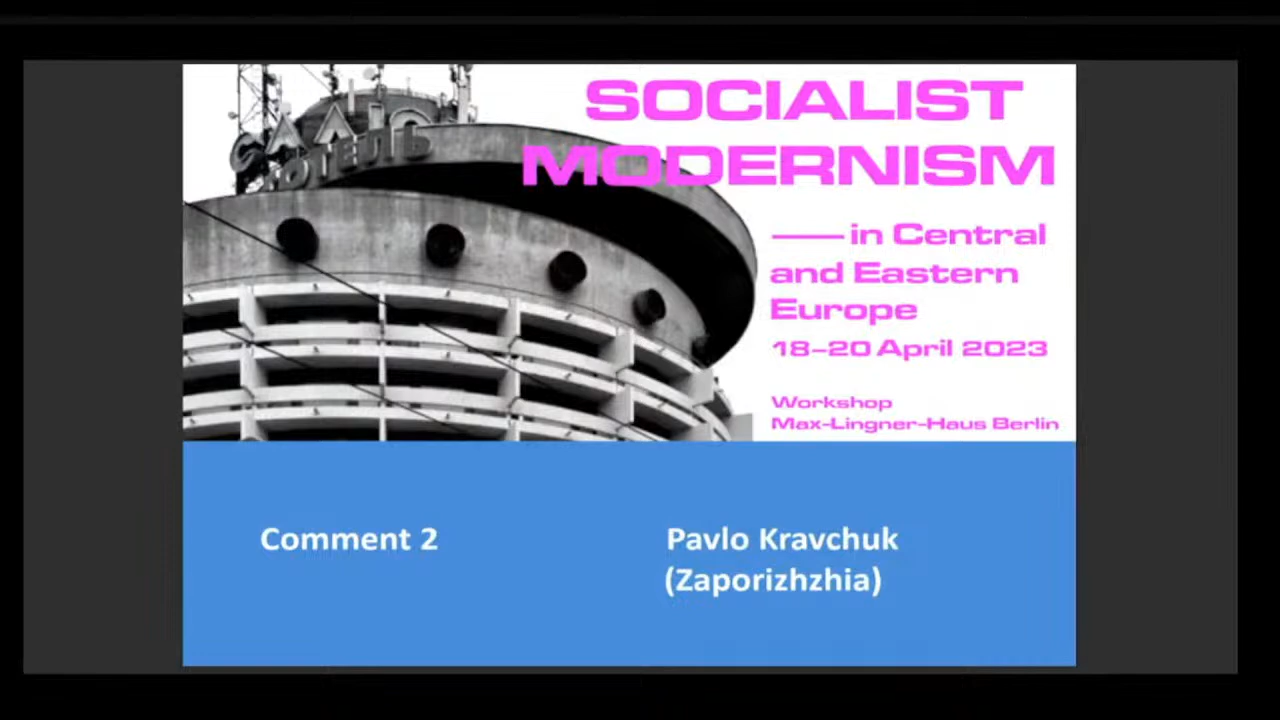 САЛЮТ
ГОТЕЛЬ
SOCIALIST
MODERNISM
in Central
and Eastern
Europe
18–20 April 2023
Workshop
Max-Lingner-Haus Berlin
Comment 2
Pavlo Kravchuk
(Zaporizhzhia)